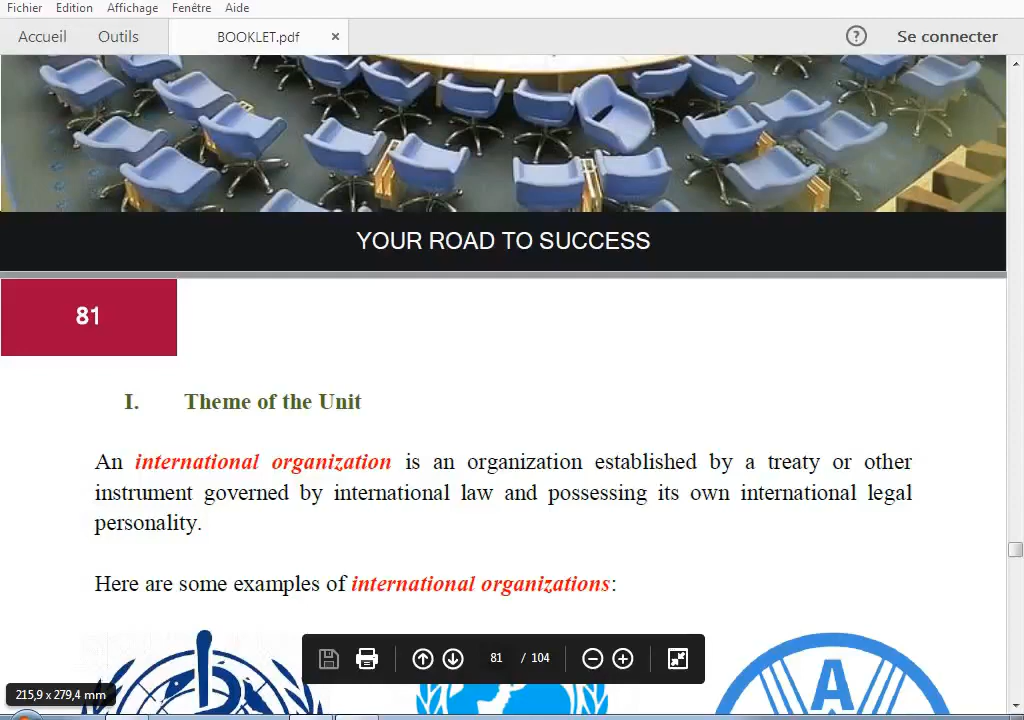 Fichier Edition Affichage Fenêtre Aide
Accueil Outils BOOKLET.pdf × ? Se connecter
YOUR ROAD TO SUCCESS
81
I. Theme of the Unit
An international organization is an organization established by a treaty or other
instrument governed by international law and possessing its own international legal
personality.
Here are some examples of international organizations:
81 / 104
A
215,9 x 279,4 mm